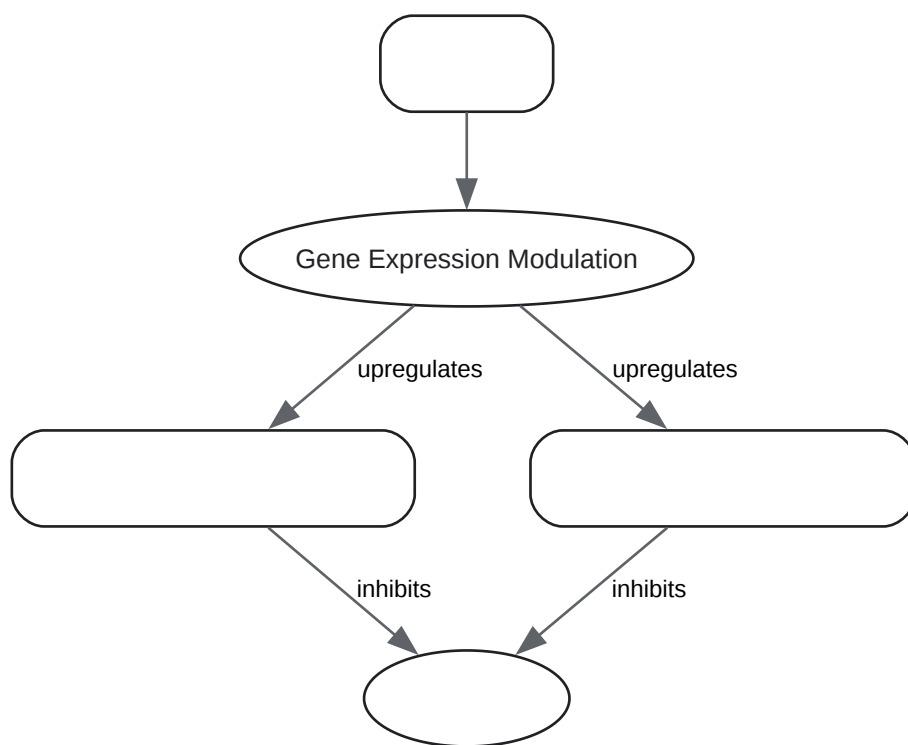 Gene Expression Modulation
upregulates
upregulates
inhibits
inhibits